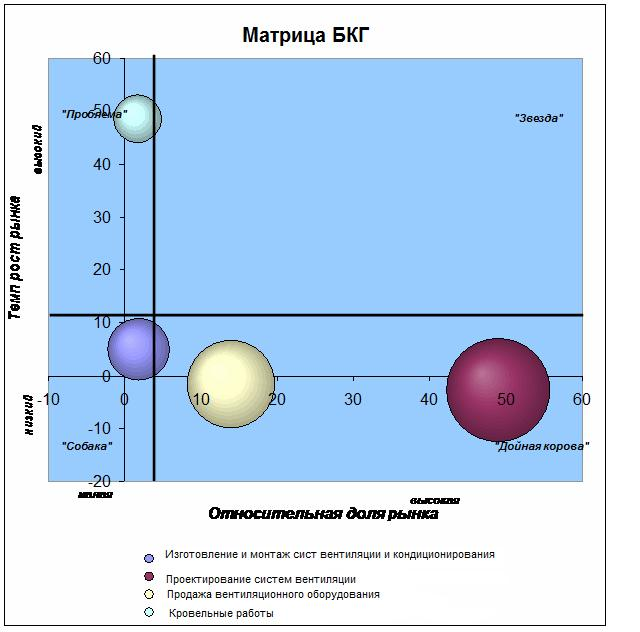 Матрица БКГ
60
50
40
30
20
10
0
-10
-20
"Проблема"
"Звезда"
высокий
Темп рост рынка
низкий
-10 0 10 20 30 40 50 60
"Собака"
"Дойная корова"
малая
высокая
Относительная доля рынка
Изготовление и монтаж сист вентиляции и кондиционирования
Проектирование систем вентиляции
Продажа вентиляционного оборудования
Кровельные работы